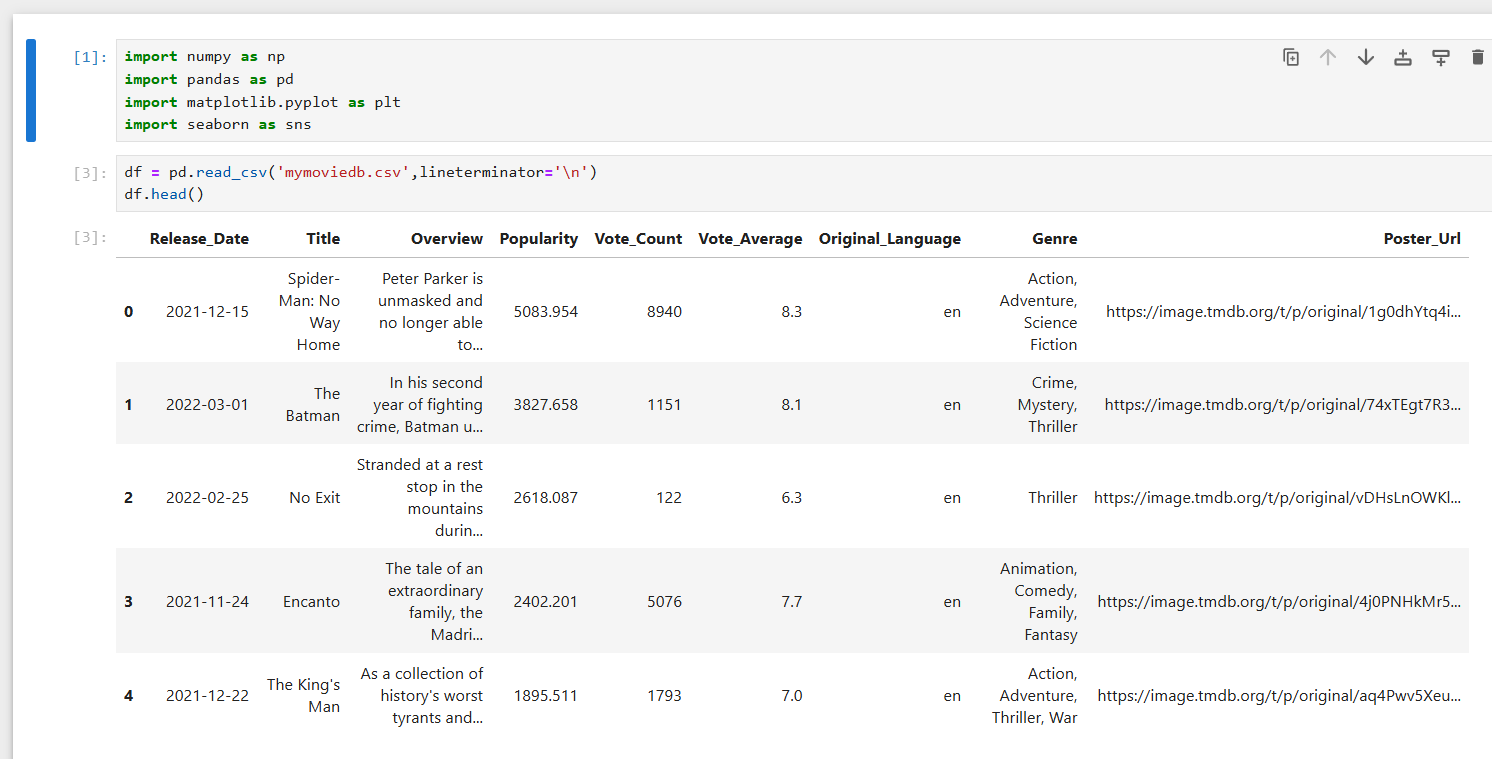 [1]: import numpy as np
import pandas as pd
import matplotlib.pyplot as plt
import seaborn as sns
[3]: df = pd.read_csv('mymoviedb.csv',lineterminator='\n')
df.head()
[3]: Release_Date Title Overview Popularity Vote_Count Vote_Average Original_Language Genre Poster_Url
0 2021-12-15 Spider-Man: No Way Home Peter Parker is unmasked and no longer able to... 5083.954 8940 8.3 en Action, Adventure, Science Fiction https://image.tmdb.org/t/p/original/1g0dhYtq4i...
1 2022-03-01 The Batman In his second year of fighting crime, Batman u... 3827.658 1151 8.1 en Crime, Mystery, Thriller https://image.tmdb.org/t/p/original/74xTEgt7R3...
2 2022-02-25 No Exit Stranded at a rest stop in the mountains durin... 2618.087 122 6.3 en Thriller https://image.tmdb.org/t/p/original/vDHsLnOWKl...
3 2021-11-24 Encanto The tale of an extraordinary family, the Madri... 2402.201 5076 7.7 en Animation, Comedy, Family, Fantasy https://image.tmdb.org/t/p/original/4j0PNHkMr5...
4 2021-12-22 The King's Man As a collection of history's worst tyrants and... 1895.511 1793 7.0 en Action, Adventure, Thriller, War https://image.tmdb.org/t/p/original/aq4Pwv5Xeu...